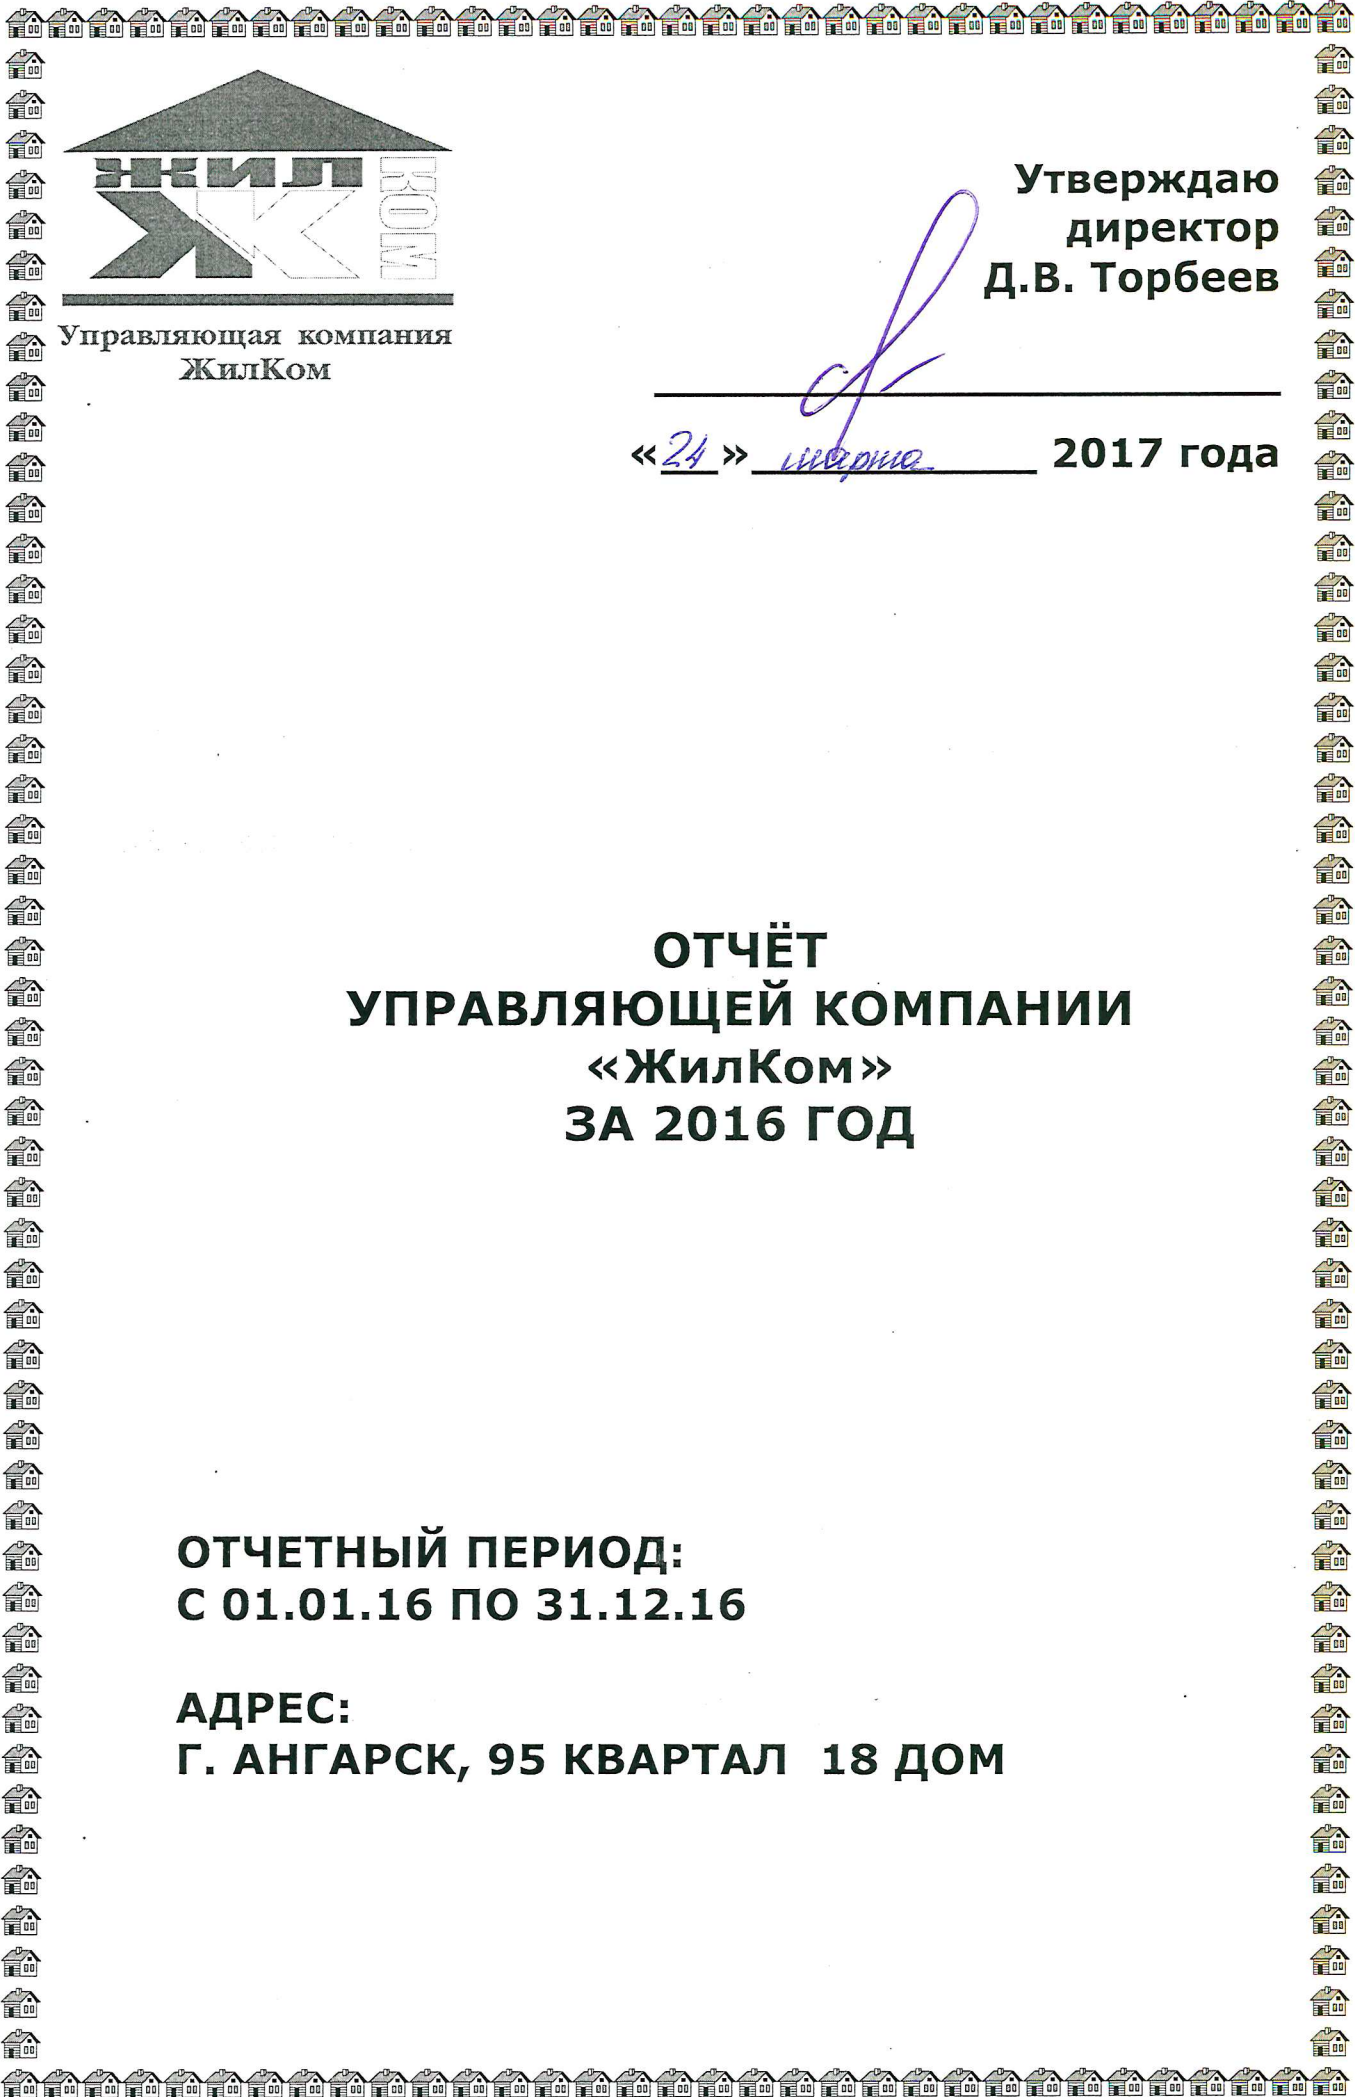 ЖИЛ
КОМ
ЖК
Управляющая компания
ЖилКом
Утверждаю
директор
Д.В. Торбеев
«24» марта 2017 года
ОТЧЁТ
УПРАВЛЯЮЩЕЙ КОМПАНИИ
«ЖилКом»
ЗА 2016 ГОД
ОТЧЕТНЫЙ ПЕРИОД:
С 01.01.16 ПО 31.12.16
АДРЕС:
Г. АНГАРСК, 95 КВАРТАЛ 18 ДОМ